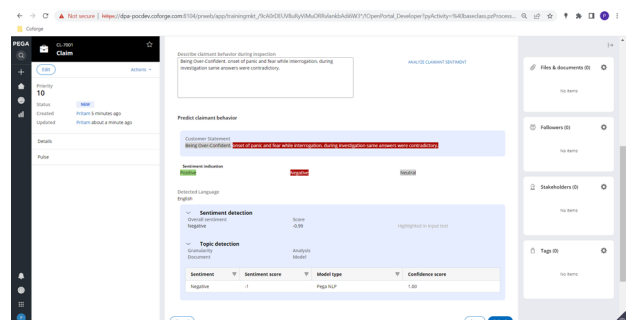 Not secure | https://dpa-pocdev.coforge.com:8104/prweb/app/trainingmkt_/
Coforge
PEGA
CL-7001
Claim
Edit
Actions
Priority
10
Status NEW
Created Pritam 5 minutes ago
Updated Pritam about a minute ago
Details
Pulse
Describe claimant behavior during inspection
Being Over-Confident. onset of panic and fear while interrogation. during investigation same answers were contradictory.
ANALYZE CLAIMANT SENTIMENT
Predict claimant behavior
Customer Statement
Being Over-Confident. onset of panic and fear while interrogation. during investigation same answers were contradictory.
Sentiment indication
Positive Negative Neutral
Detected Language
English
Sentiment detection
Overall sentiment Score
Negative -0.99 Highlighted in input text
Topic detection
Granularity Analysis
Document Model
Sentiment Sentiment score Model type Confidence score
Negative -1 Pega NLP 1.00
Files & documents (0)
No items
Followers (0)
No items
Stakeholders (0)
No items
Tags (0)
No items